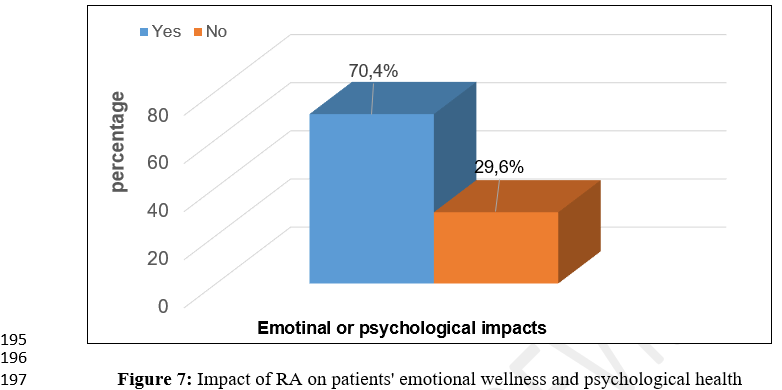 Yes No
70,4%
29,6%
percentage
80
60
40
20
0
Emotinal or psychological impacts
195
196
197 Figure 7: Impact of RA on patients' emotional wellness and psychological health